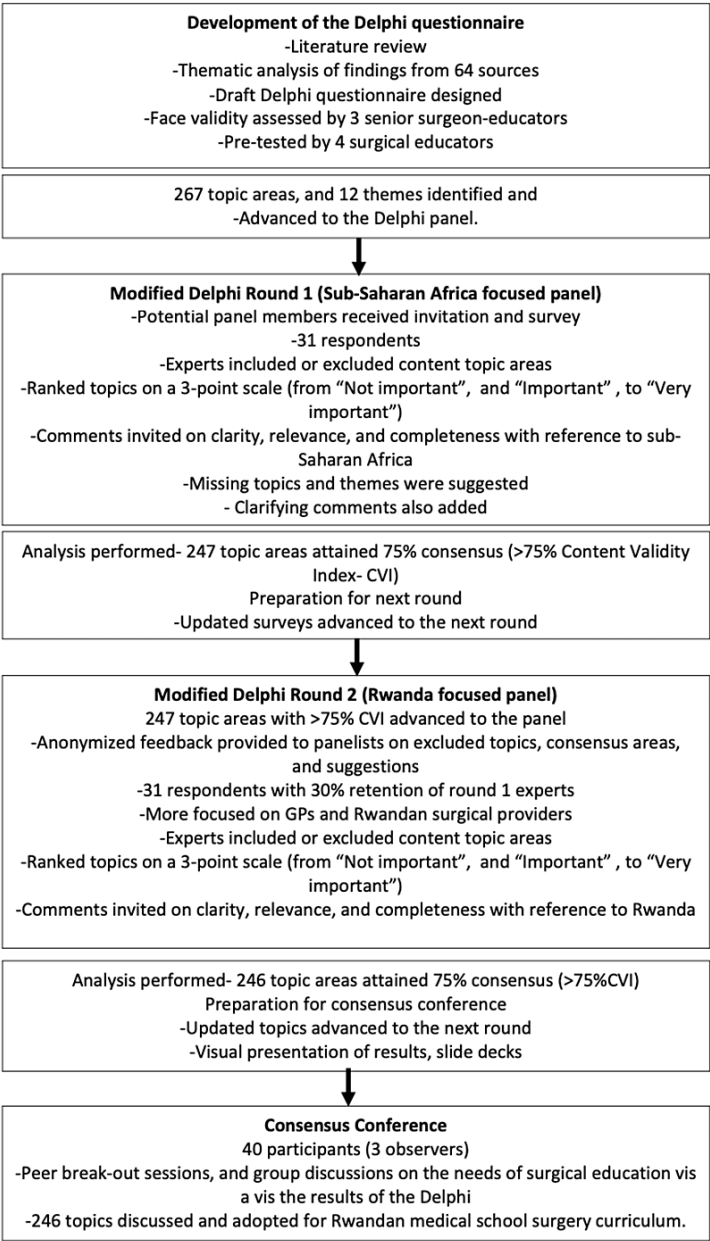 Development of the Delphi questionnaire
-Literature review
-Thematic analysis of findings from 64 sources
-Draft Delphi questionnaire designed
-Face validity assessed by 3 senior surgeon-educators
-Pre-tested by 4 surgical educators
267 topic areas, and 12 themes identified and
-Advanced to the Delphi panel.
Modified Delphi Round 1 (Sub-Saharan Africa focused panel)
-Potential panel members received invitation and survey
-31 respondents
-Experts included or excluded content topic areas
-Ranked topics on a 3-point scale (from “Not important”,  and “Important” , to “Very
important”)
-Comments invited on clarity, relevance, and completeness with reference to sub-
Saharan Africa
-Missing topics and themes were suggested
- Clarifying comments also added
Analysis performed- 247 topic areas attained 75% consensus (>75% Content Validity
Index- CVI)
Preparation for next round
-Updated surveys advanced to the next round
Modified Delphi Round 2 (Rwanda focused panel)
247 topic areas with >75% CVI advanced to the panel
-Anonymized feedback provided to panelists on excluded topics, consensus areas,
and suggestions
-31 respondents with 30% retention of round 1 experts
-More focused on GPs and Rwandan surgical providers
-Experts included or excluded content topic areas
-Ranked topics on a 3-point scale (from “Not important”,  and “Important” , to “Very
important”)
-Comments invited on clarity, relevance, and completeness with reference to Rwanda
Analysis performed- 246 topic areas attained 75% consensus (>75%CVI)
Preparation for consensus conference
-Updated topics advanced to the next round
-Visual presentation of results, slide decks
Consensus Conference
40 participants (3 observers)
-Peer break-out sessions, and group discussions on the needs of surgical education vis
a vis the results of the Delphi
-246 topics discussed and adopted for Rwandan medical school surgery curriculum.